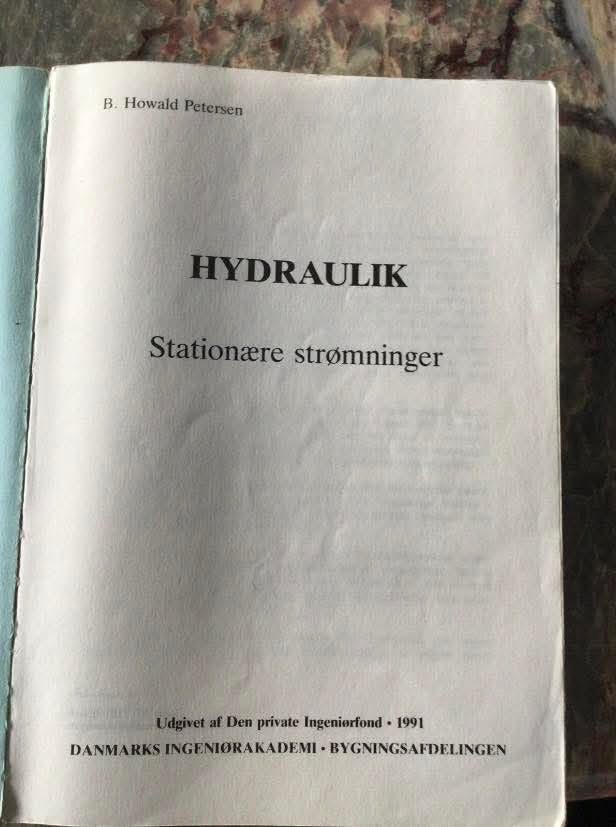 B. Howald Petersen
HYDRAULIK
Stationære strømninger
Udgivet af Den private Ingeniørfond • 1991
DANMARKS INGENIØRAKADEMI • BYGNINGSAFDELINGEN